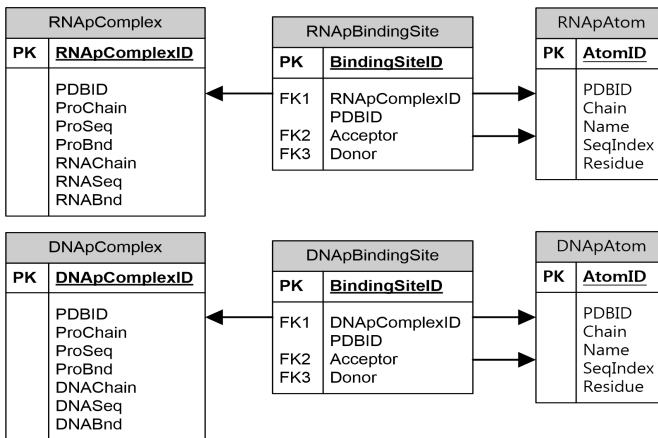 RNApComplex
PK RNApComplexID
PDBID
ProChain
ProSeq
ProBnd
RNAChain
RNASeq
RNABnd
RNApBindingSite
PK BindingSiteID
FK1 RNApComplexID
PDBID
FK2 Acceptor
FK3 Donor
RNApAtom
PK AtomID
PDBID
Chain
Name
SeqIndex
Residue
DNApComplex
PK DNApComplexID
PDBID
ProChain
ProSeq
ProBnd
DNAChain
DNASeq
DNABnd
DNApBindingSite
PK BindingSiteID
FK1 DNApComplexID
PDBID
FK2 Acceptor
FK3 Donor
DNApAtom
PK AtomID
PDBID
Chain
Name
SeqIndex
Residue